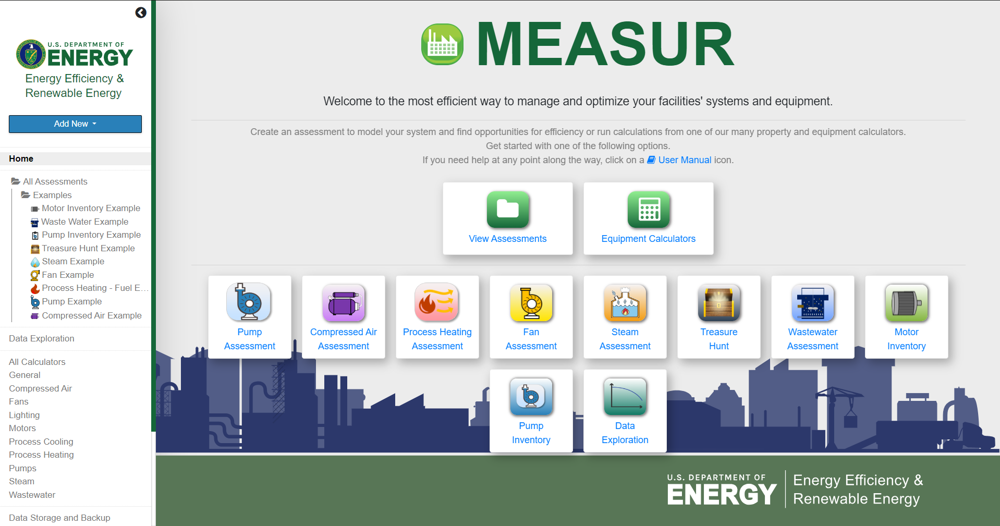 U.S. DEPARTMENT OF
ENERGY
Energy Efficiency &
Renewable Energy
Add New
Home
All Assessments
Examples
Motor Inventory Example
Waste Water Example
Pump Inventory Example
Treasure Hunt Example
Steam Example
Fan Example
Process Heating - Fuel E...
Pump Example
Compressed Air Example
Data Exploration
All Calculators
General
Compressed Air
Fans
Lighting
Motors
Process Cooling
Process Heating
Pumps
Steam
Wastewater
Data Storage and Backup
MEASUR
Welcome to the most efficient way to manage and optimize your facilities' systems and equipment.
Create an assessment to model your system and find opportunities for efficiency or run calculations from one of our many property and equipment calculators.
Get started with one of the following options.
If you need help at any point along the way, click on a User Manual icon.
View Assessments
Equipment Calculators
Pump
Assessment
Compressed Air
Assessment
Process Heating
Assessment
Fan
Assessment
Steam
Assessment
Treasure
Hunt
Wastewater
Assessment
Motor
Inventory
Pump
Inventory
Data
Exploration
U.S. DEPARTMENT OF
ENERGY
Energy Efficiency &
Renewable Energy